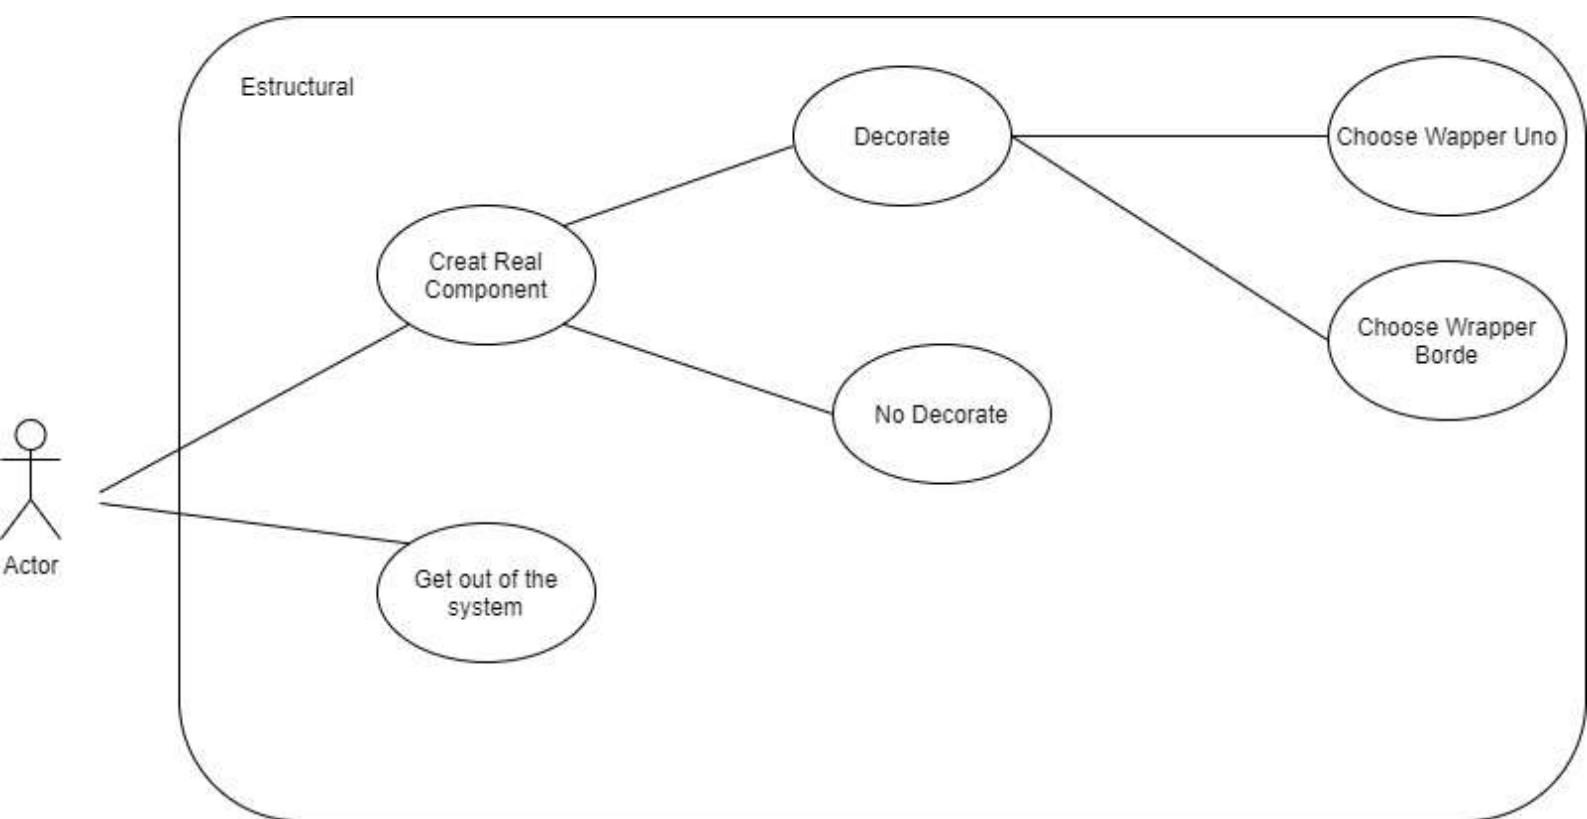 Estructural
Decorate
Choose Wapper Uno
Creat Real
Component
Choose Wrapper
Borde
No Decorate
Actor
Get out of the
system